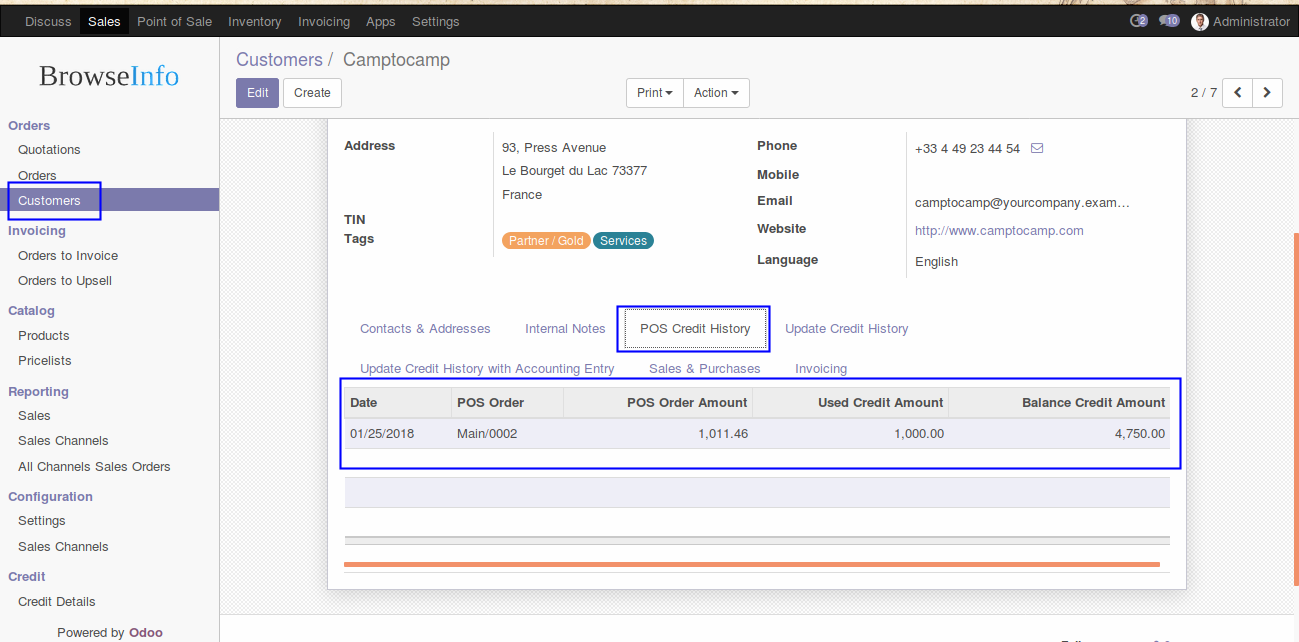 Discuss Sales Point of Sale Inventory Invoicing Apps Settings 2 10 Administrator
BrowseInfo
Orders
Quotations
Orders
Customers
Invoicing
Orders to Invoice
Orders to Upsell
Catalog
Products
Pricelists
Reporting
Sales
Sales Channels
All Channels Sales Orders
Configuration
Settings
Sales Channels
Credit
Credit Details
Powered by Odoo
Customers / Camptocamp
Edit Create Print Action 2 / 7
Address 93, Press Avenue
Le Bourget du Lac 73377
France
TIN
Tags Partner / Gold Services
Phone +33 4 49 23 44 54
Mobile
Email camptocamp@yourcompany.exam…
Website http://www.camptocamp.com
Language English
Contacts & Addresses Internal Notes POS Credit History Update Credit History
Update Credit History with Accounting Entry Sales & Purchases Invoicing
Date POS Order POS Order Amount Used Credit Amount Balance Credit Amount
01/25/2018 Main/0002 1,011.46 1,000.00 4,750.00